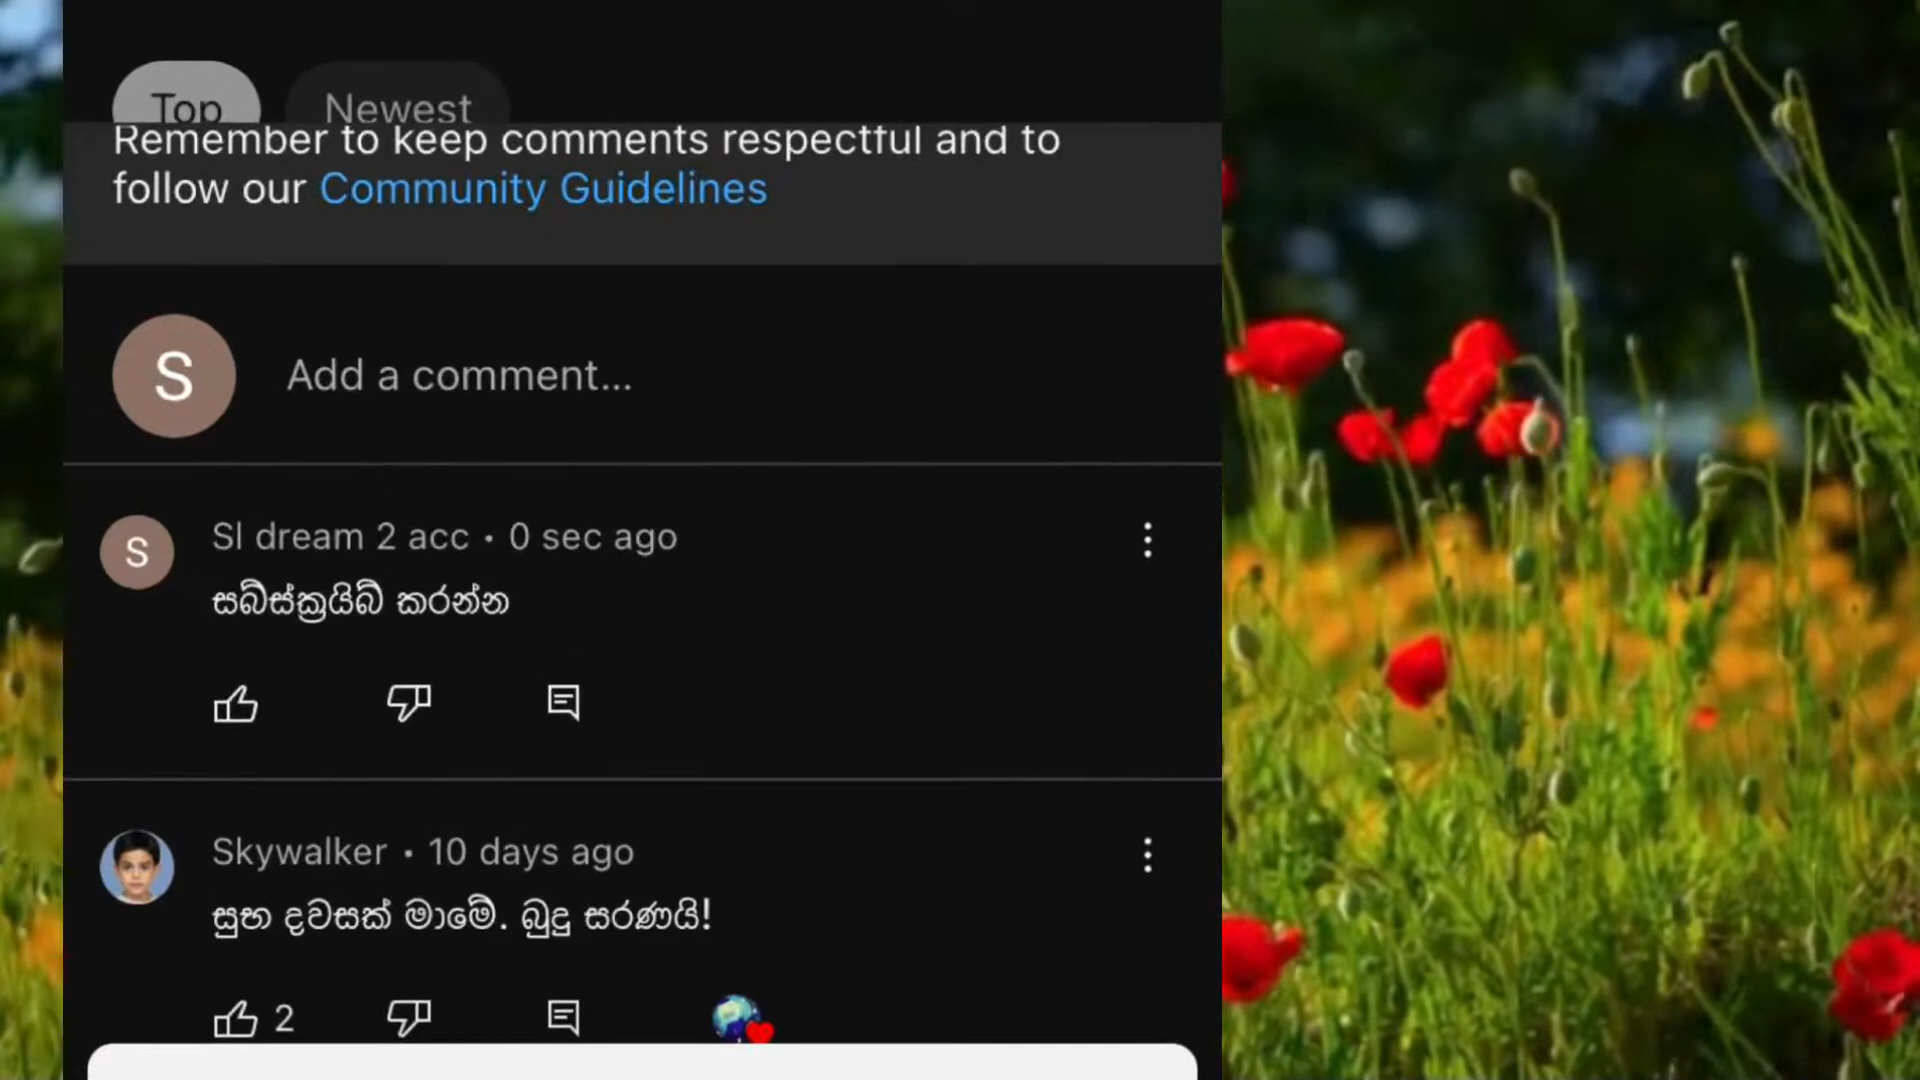 Top
Newest
Remember to keep comments respectful and to
follow our Community Guidelines
S
Add a comment...
S
Sl dream 2 acc • 0 sec ago
සබ්ස්ක්‍රයිබ් කරන්න
Skywalker • 10 days ago
සුභ දවසක් මාමේ. බුදු සරණයි!
2